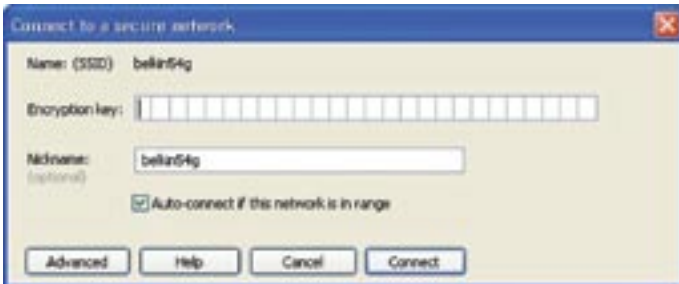 Connect to a secure network
Name: (SSID) belkin54g
Encryption key:
Nickname: belkin54g
(optional)
Auto-connect if this network is in range
Advanced Help Cancel Connect